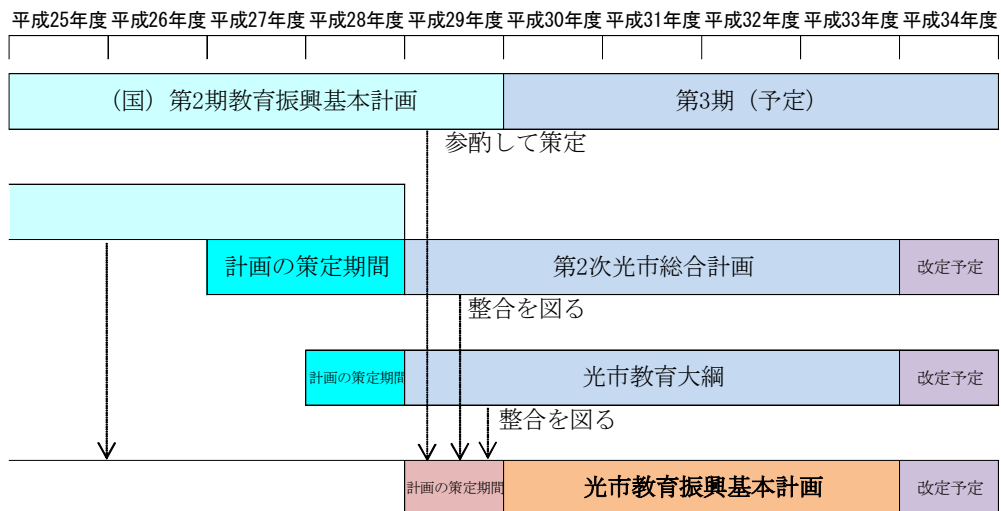 平成25年度 平成26年度 平成27年度 平成28年度 平成29年度 平成30年度 平成31年度 平成32年度 平成33年度 平成34年度
（国）第2期教育振興基本計画 第3期（予定）
参酌して策定
計画の策定期間 第2次光市総合計画 改定予定
整合を図る
計画の策定期間 光市教育大綱 改定予定
整合を図る
計画の策定期間 光市教育振興基本計画 改定予定